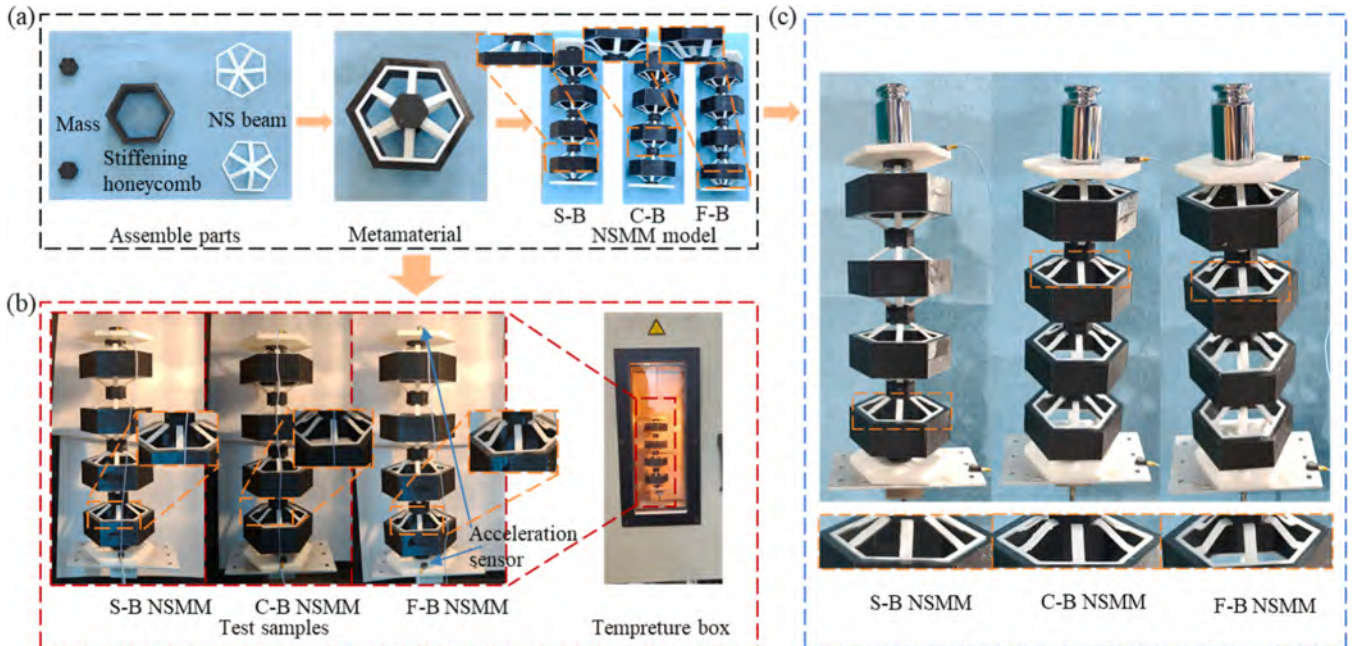 (a)
Mass
Stiffening
honeycomb
NS beam
Assemble parts
Metamaterial
S-B
C-B
F-B
NSMM model
(b)
Acceleration
sensor
S-B NSMM
C-B NSMM
F-B NSMM
Test samples
Tempreture box
(c)
S-B NSMM
C-B NSMM
F-B NSMM